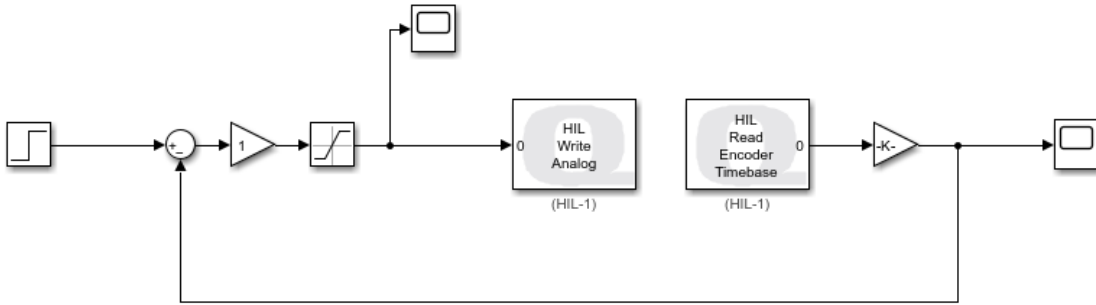 +
-
1
0
HIL
Write
Analog
(HIL-1)
HIL
Read
Encoder
Timebase
0
(HIL-1)
-K-